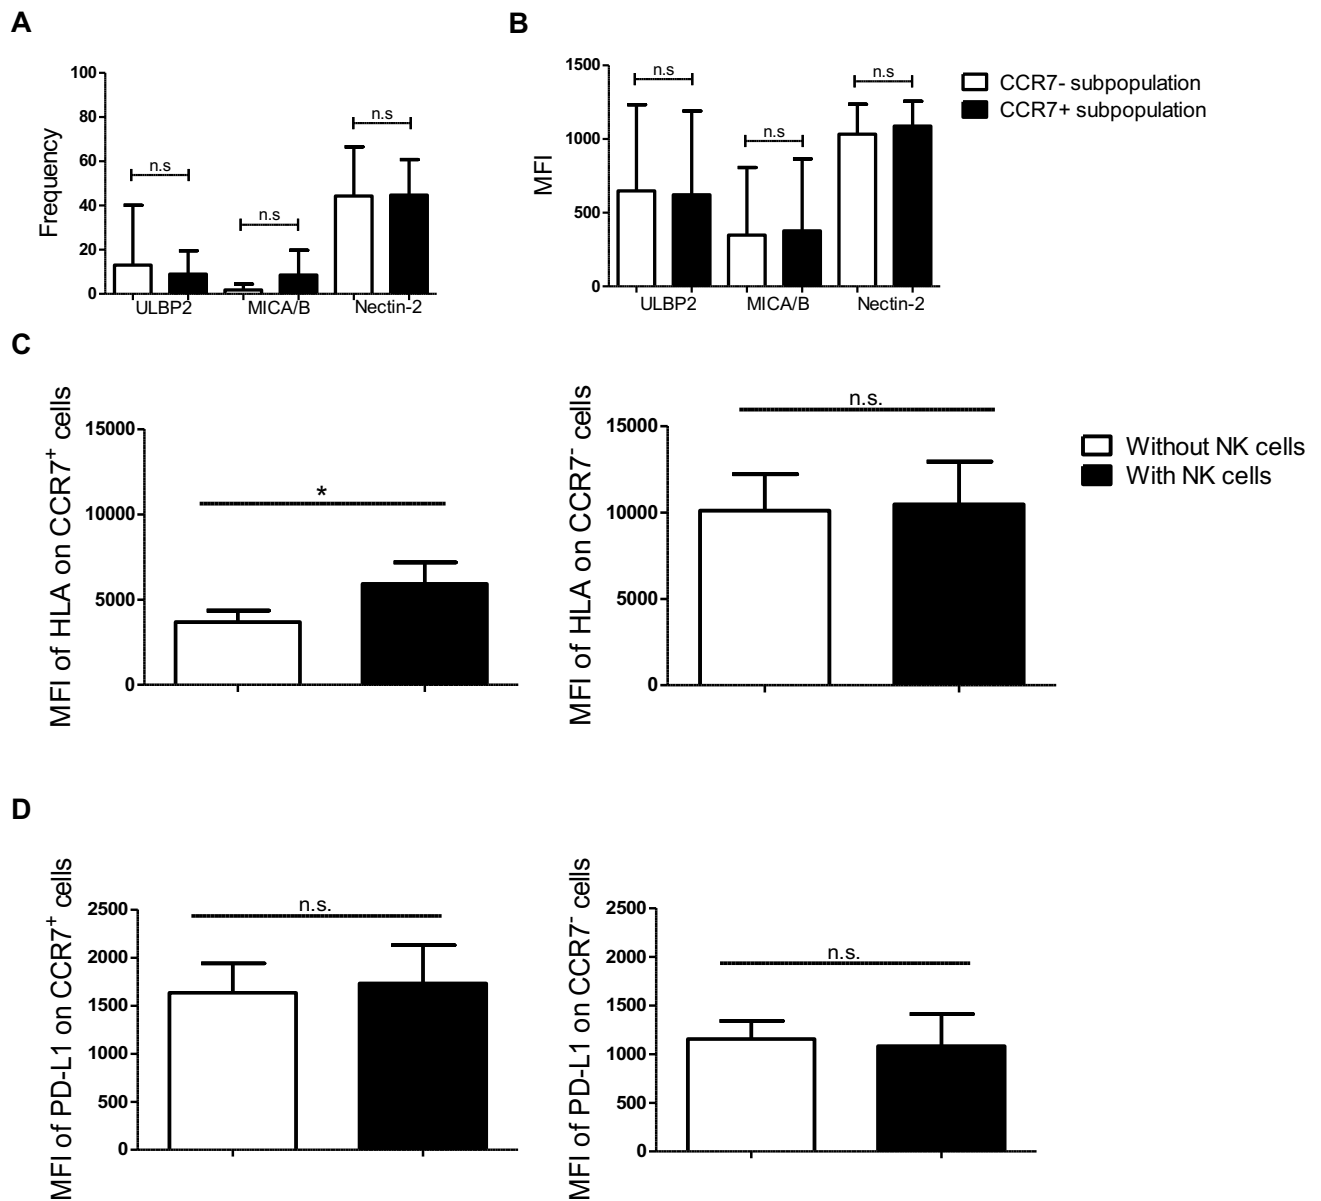 A
Frequency
100
80
60
40
20
0
n.s
n.s
n.s
ULBP2
MICA/B
Nectin-2
B
MFI
1500
1000
500
0
n.s
n.s
n.s
ULBP2
MICA/B
Nectin-2
CCR7- subpopulation
CCR7+ subpopulation
C
MFI of HLA on CCR7⁺ cells
15000
10000
5000
0
*
MFI of HLA on CCR7⁻ cells
15000
10000
5000
0
n.s.
Without NK cells
With NK cells
D
MFI of PD-L1 on CCR7⁺ cells
2500
2000
1500
1000
500
0
n.s.
MFI of PD-L1 on CCR7⁻ cells
2500
2000
1500
1000
500
0
n.s.